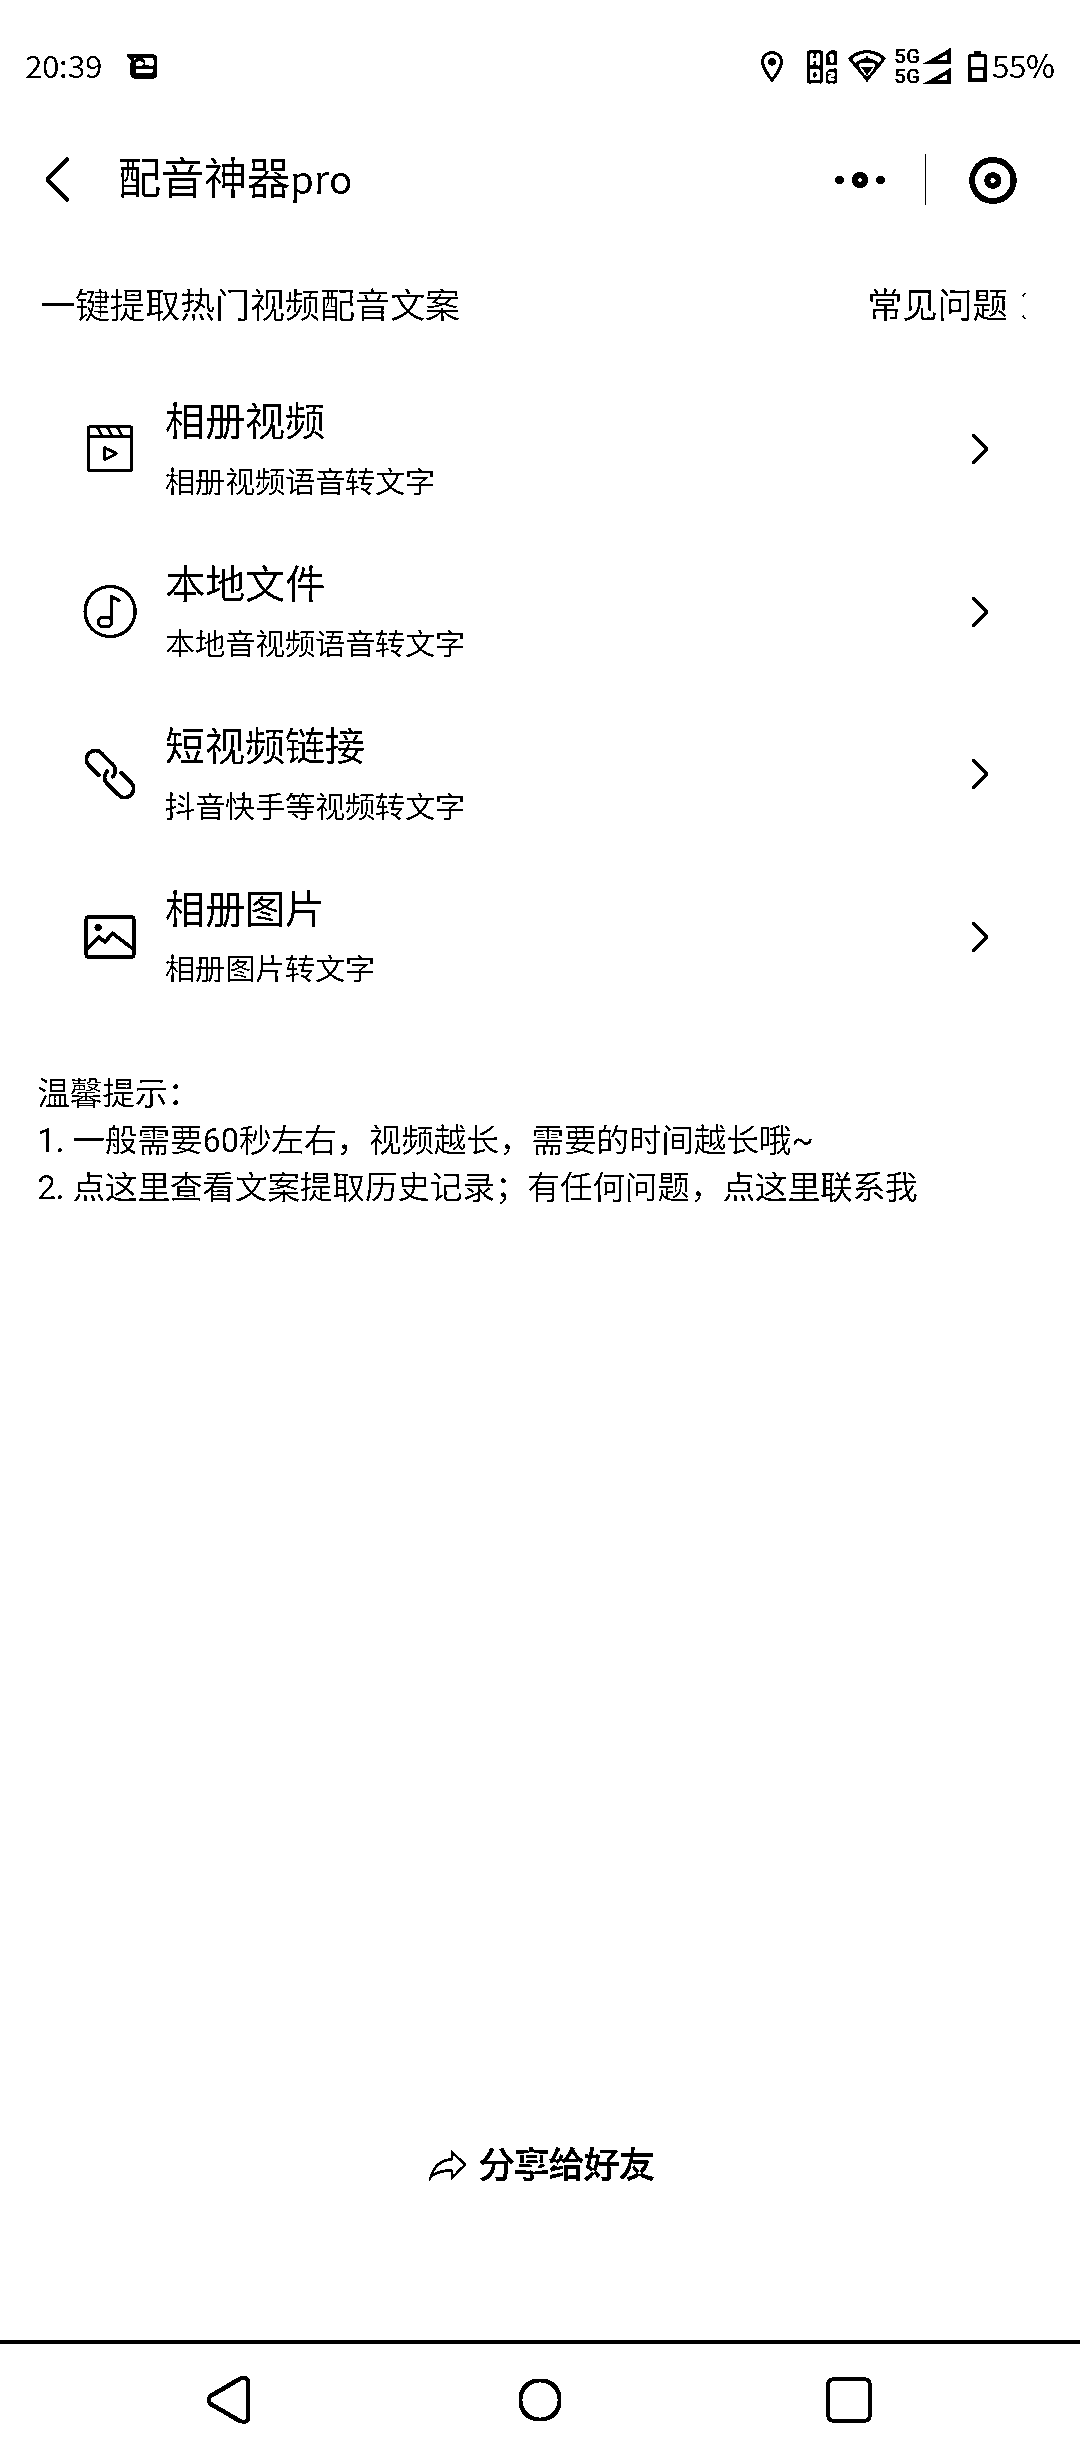 20:39
5G
5G
55%
配音神器pro
一键提取热门视频配音文案
常见问题
相册视频
相册视频语音转文字
本地文件
本地音视频语音转文字
短视频链接
抖音快手等视频转文字
相册图片
相册图片转文字
温馨提示：
1. 一般需要60秒左右，视频越长，需要的时间越长哦~
2. 点这里查看文案提取历史记录；有任何问题，点这里联系我
分享给好友